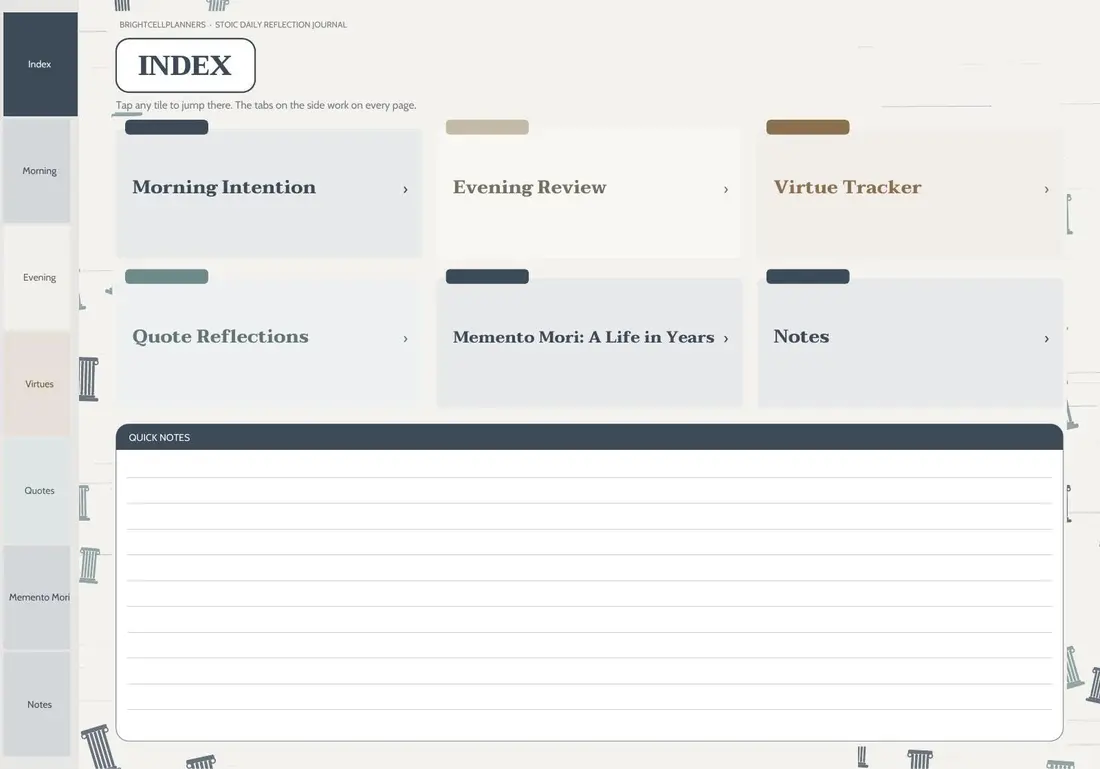 BRIGHTCELLPLANNERS · STOIC DAILY REFLECTION JOURNAL
INDEX
Tap any tile to jump there. The tabs on the side work on every page.
Index
Morning
Evening
Virtues
Quotes
Memento Mori
Notes
Morning Intention ›
Evening Review ›
Virtue Tracker ›
Quote Reflections ›
Memento Mori: A Life in Years ›
Notes ›
QUICK NOTES